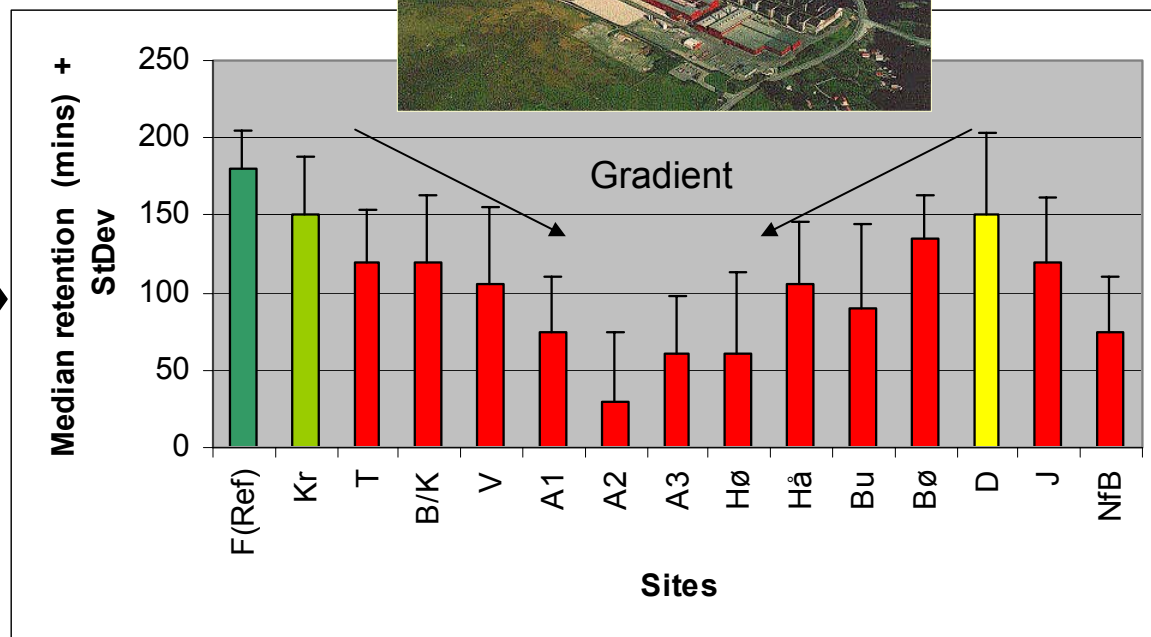 Median retention (mins) +
StDev
250
200
150
100
50
0
Gradient
F(Ref)
Kr
T
B/K
V
A1
A2
A3
Hø
Hå
Bu
Bø
D
J
NfB
Sites